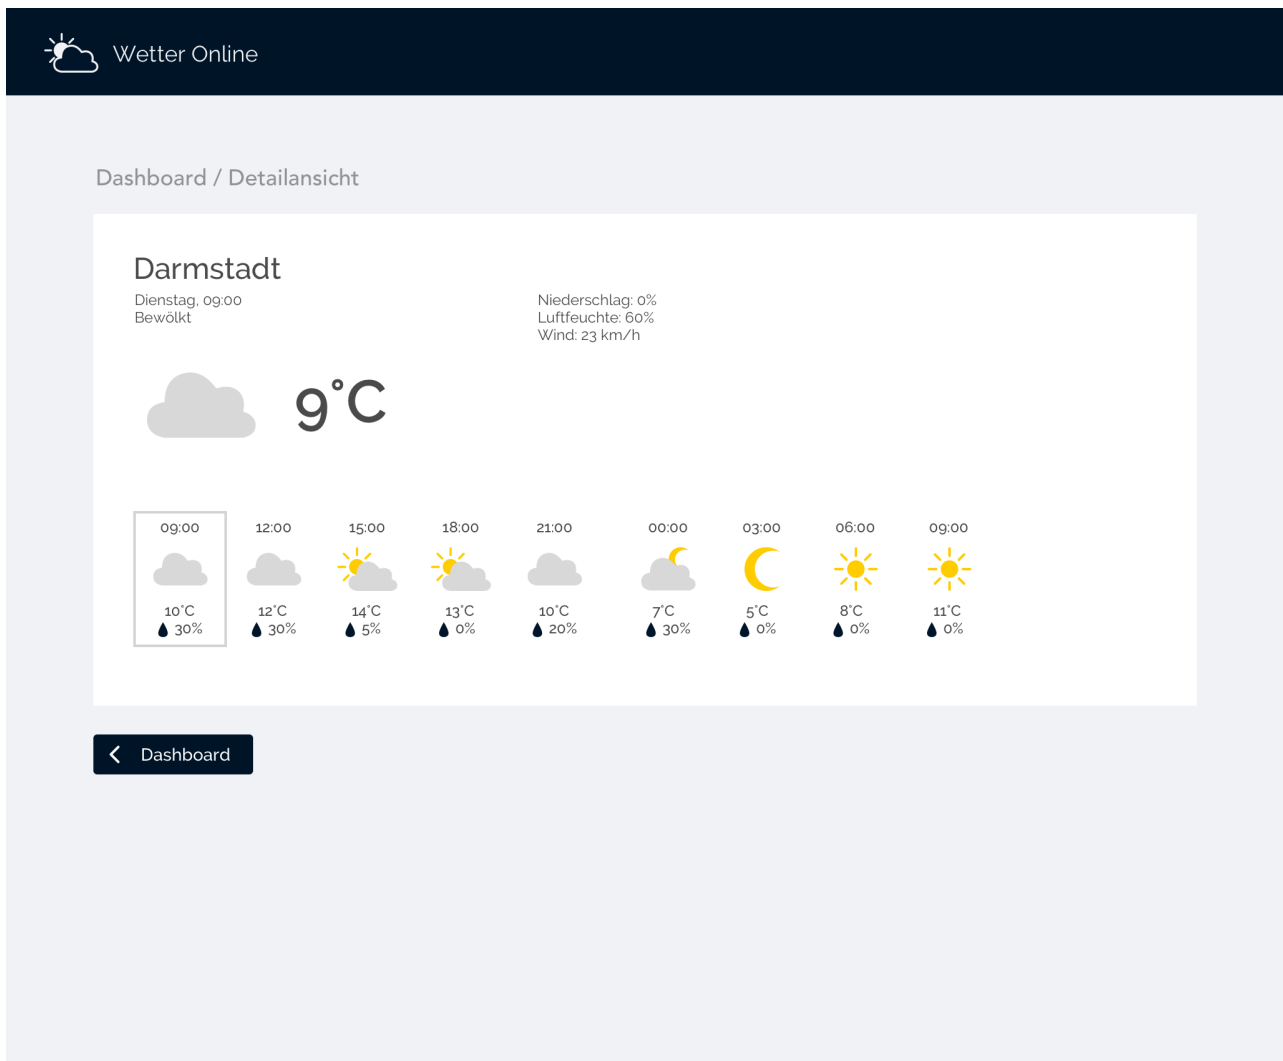 Wetter Online
Dashboard / Detailansicht
Darmstadt
Dienstag, 09:00
Bewölkt
Niederschlag: 0%
Luftfeuchte: 60%
Wind: 23 km/h
9°C
09:00 12:00 15:00 18:00 21:00 00:00 03:00 06:00 09:00
10°C 12°C 14°C 13°C 10°C 7°C 5°C 8°C 11°C
30% 30% 5% 0% 20% 30% 0% 0% 0%
Dashboard